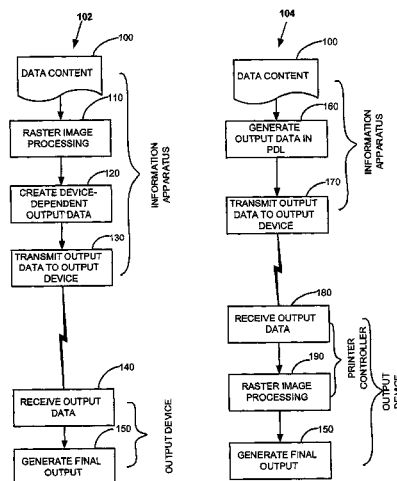 102
100
DATA CONTENT
110
RASTER IMAGE
PROCESSING
120
CREATE DEVICE-
DEPENDENT
OUTPUT DATA
130
TRANSMIT OUTPUT
DATA TO OUTPUT
DEVICE
INFORMATION
APPARATUS
140
RECEIVE OUTPUT
DATA
150
GENERATE FINAL
OUTPUT
OUTPUT DEVICE
104
100
DATA CONTENT
160
GENERATE
OUTPUT DATA IN
PDL
170
TRANSMIT OUTPUT
DATA TO OUTPUT
DEVICE
INFORMATION
APPARATUS
180
RECEIVE OUTPUT
DATA
190
RASTER IMAGE
PROCESSING
PRINTER
CONTROLLER
150
GENERATE FINAL
OUTPUT
OUTPUT
DEVICE